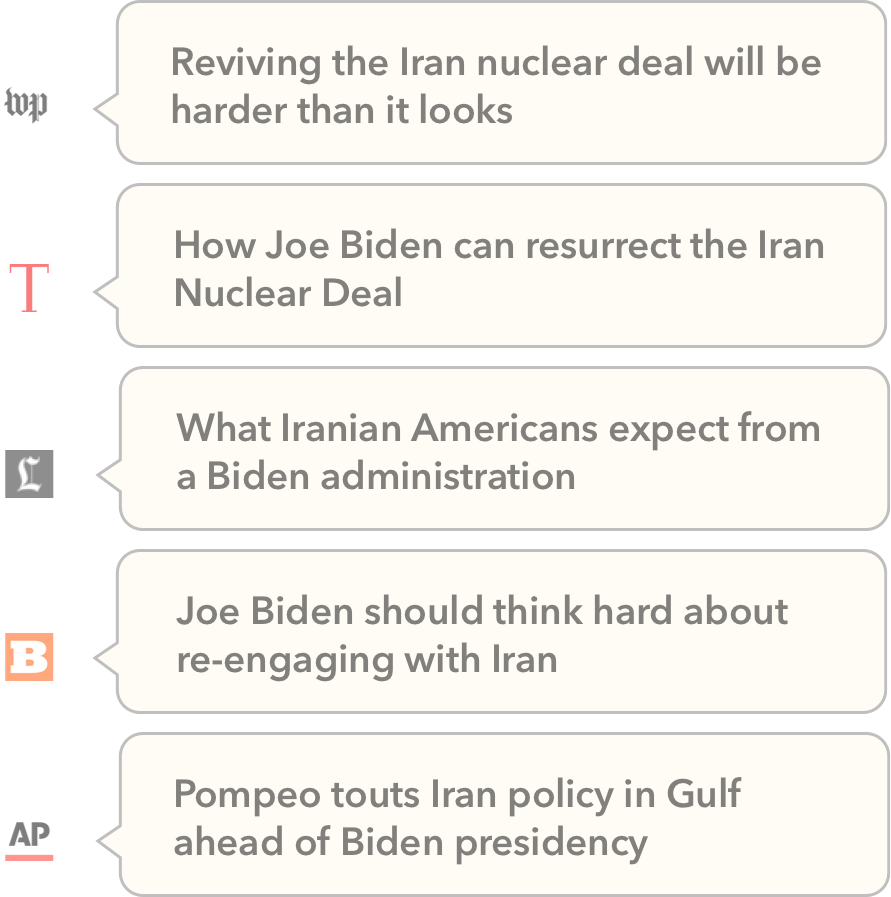 wp
Reviving the Iran nuclear deal will be
harder than it looks
T
How Joe Biden can resurrect the Iran
Nuclear Deal
L
What Iranian Americans expect from
a Biden administration
B
Joe Biden should think hard about
re-engaging with Iran
AP
Pompeo touts Iran policy in Gulf
ahead of Biden presidency